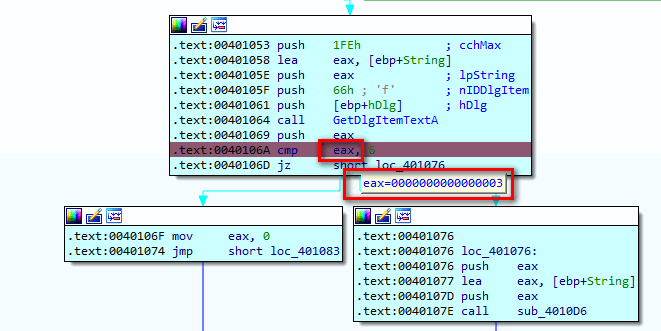 .text:00401053 push 1FEh ; cchMax
.text:00401058 lea eax, [ebp+String]
.text:0040105E push eax ; lpString
.text:0040105F push 66h ; 'f' ; nIDDlgItem
.text:00401061 push [ebp+hDlg] ; hDlg
.text:00401064 call GetDlgItemTextA
.text:00401069 push eax
.text:0040106A cmp eax, 6
.text:0040106D jz short loc_401076
eax=0000000000000003
.text:0040106F mov eax, 0
.text:00401074 jmp short loc_401083
.text:00401076
.text:00401076 loc_401076:
.text:00401076 push eax
.text:00401077 lea eax, [ebp+String]
.text:0040107D push eax
.text:0040107E call sub_4010D6